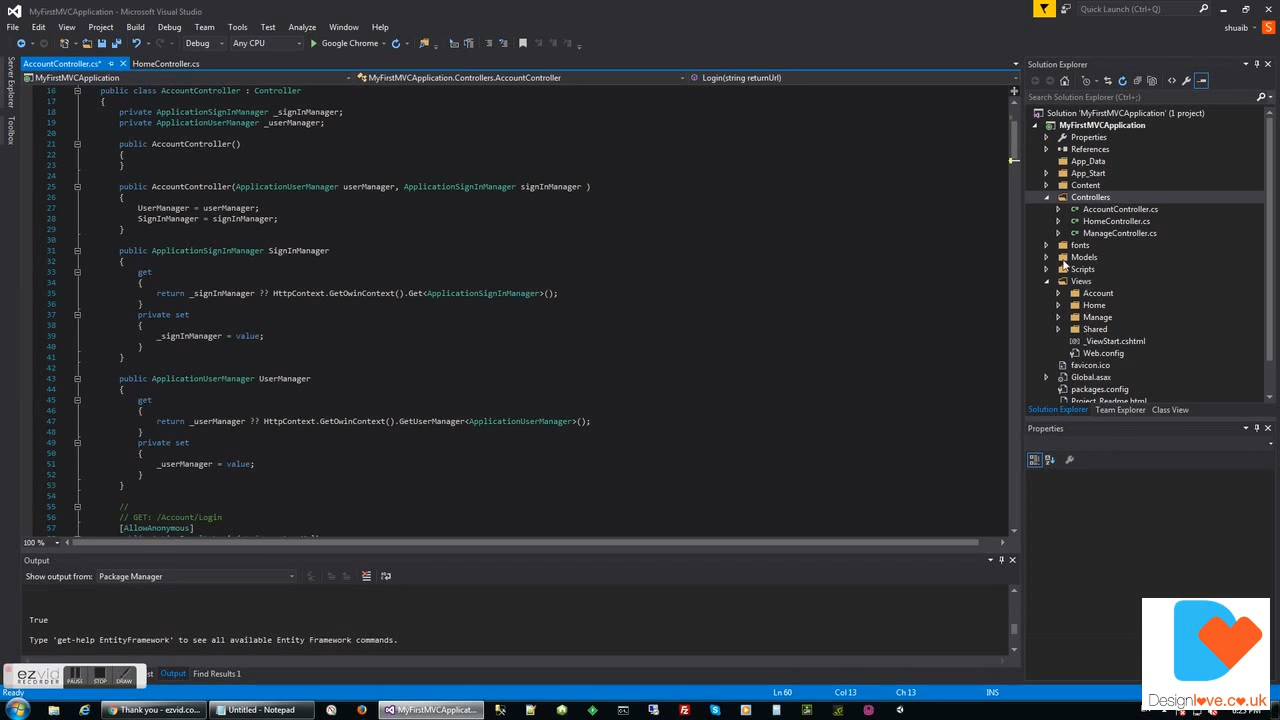 MyFirstMVCApplication - Microsoft Visual Studio
Quick Launch (Ctrl+Q)
File Edit View Project Build Debug Team Tools Test Analyze Window Help
shuaib S
Debug Any CPU Google Chrome
AccountController.cs* HomeController.cs
MyFirstMVCApplication MyFirstMVCApplication.Controllers.AccountController Login(string returnUrl)
Server Explorer
Toolbox
16 public class AccountController : Controller
17 {
18 private ApplicationSignInManager _signInManager;
19 private ApplicationUserManager _userManager;
20
21 public AccountController()
22 {
23 }
24
25 public AccountController(ApplicationUserManager userManager, ApplicationSignInManager signInManager )
26 {
27 UserManager = userManager;
28 SignInManager = signInManager;
29 }
30
31 public ApplicationSignInManager SignInManager
32 {
33 get
34 {
35 return _signInManager ?? HttpContext.GetOwinContext().Get<ApplicationSignInManager>();
36 }
37 private set
38 {
39 _signInManager = value;
40 }
41 }
42
43 public ApplicationUserManager UserManager
44 {
45 get
46 {
47 return _userManager ?? HttpContext.GetOwinContext().GetUserManager<ApplicationUserManager>();
48 }
49 private set
50 {
51 _userManager = value;
52 }
53 }
54
55 //
56 // GET: /Account/Login
57 [AllowAnonymous]
100 %
Output
Show output from: Package Manager
True
Type 'get-help EntityFramework' to see all available Entity Framework commands.
Output Find Results 1
ezvid
RECORDER
PAUSE STOP DRAW
Ready Ln 60 Col 13 Ch 13 INS
Solution Explorer
Search Solution Explorer (Ctrl+;)
Solution 'MyFirstMVCApplication' (1 project)
MyFirstMVCApplication
Properties
References
App_Data
App_Start
Content
Controllers
AccountController.cs
HomeController.cs
ManageController.cs
fonts
Models
Scripts
Views
Account
Home
Manage
Shared
_ViewStart.cshtml
Web.config
favicon.ico
Global.asax
packages.config
Project_Readme.html
Solution Explorer Team Explorer Class View
Properties
Designlove.co.uk
Thank you - ezvid.co... Untitled - Notepad MyFirstMVCApplicat...